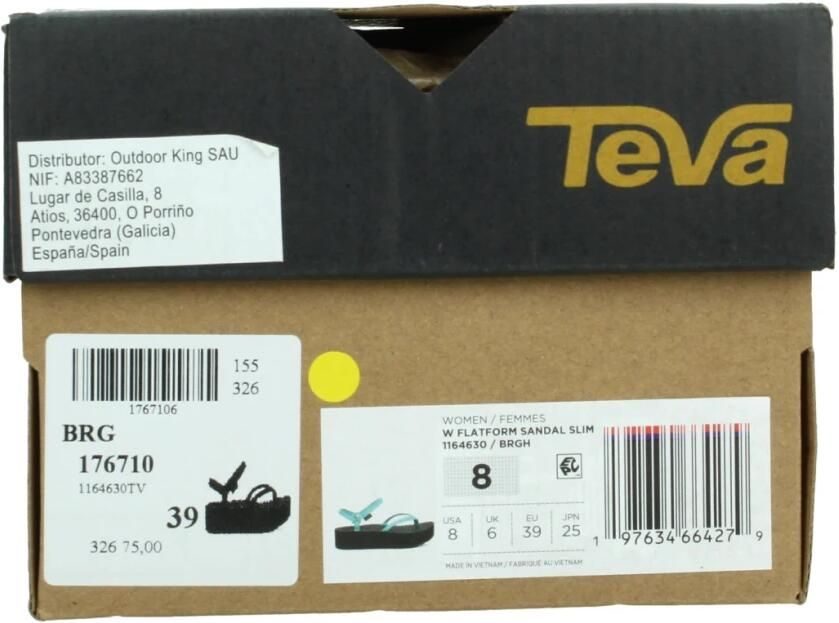 Teva
Distributor: Outdoor King SAU
NIF: A83387662
Lugar de Casilla, 8
Atios, 36400, O Porriño
Pontevedra (Galicia)
España/Spain
155
326
1767106
BRG
176710
1164630TV
39
326 75,00
WOMEN / FEMMES
W FLATFORM SANDAL SLIM
1164630 / BRGH
8
USA UK EU JPN
8 6 39 25
MADE IN VIETNAM / FABRIQUÉ AU VIETNAM
1 97634 66427 9